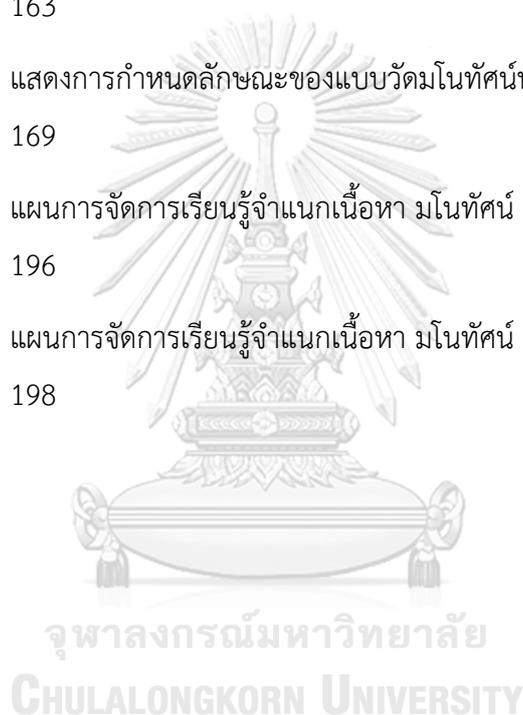 163
แสดงการกำหนดลักษณะของแบบวัดมโนทัศน์
169
แผนการจัดการเรียนรู้จำแนกเนื้อหา มโนทัศน์
196
แผนการจัดการเรียนรู้จำแนกเนื้อหา มโนทัศน์
198
จุฬาลงกรณ์มหาวิทยาลัย
CHULALONGKORN UNIVERSITY